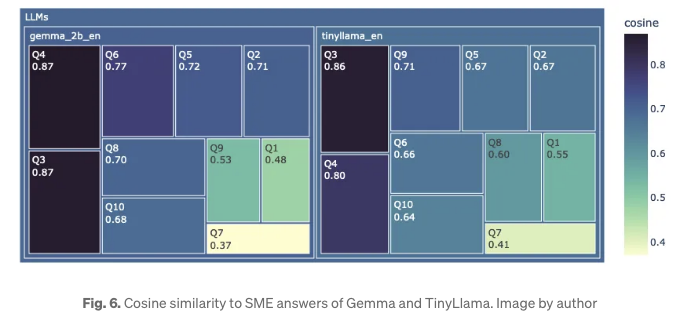 LLMs
gemma_2b_en
Q4
0.87
Q6
0.77
Q5
0.72
Q2
0.71
Q3
0.87
Q8
0.70
Q9
0.53
Q1
0.48
Q10
0.68
Q7
0.37
tinyllama_en
Q3
0.86
Q9
0.71
Q5
0.67
Q2
0.67
Q4
0.80
Q6
0.66
Q8
0.60
Q1
0.55
Q10
0.64
Q7
0.41
cosine
0.8
0.7
0.6
0.5
0.4
Fig. 6. Cosine similarity to SME answers of Gemma and TinyLlama. Image by author